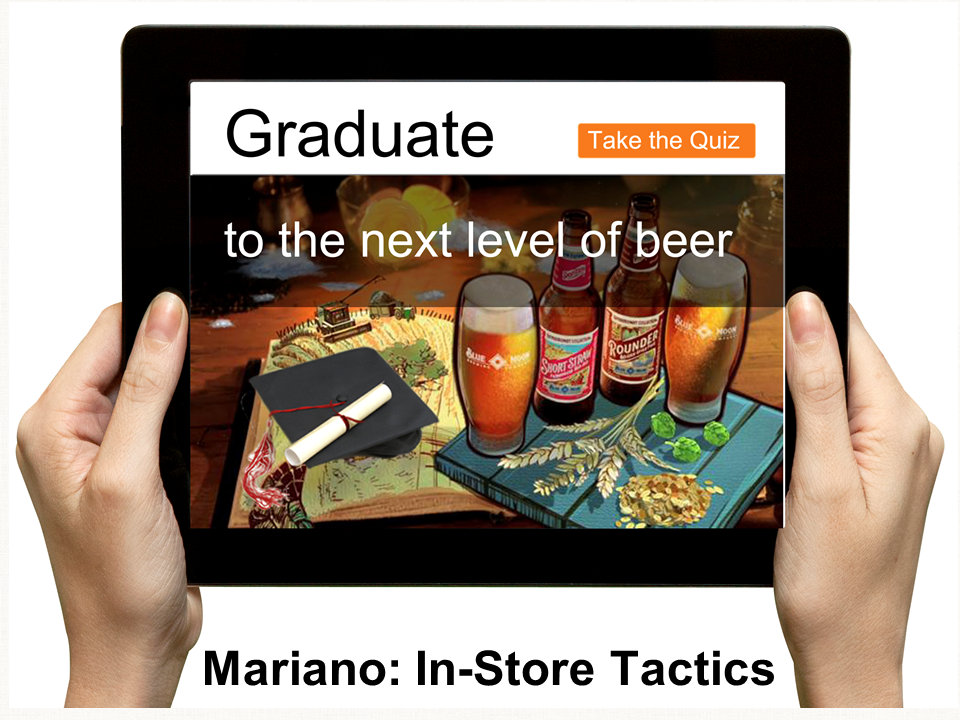 Graduate
Take the Quiz
to the next level of beer
BLUE MOON
SHORT STRAW
ROUNDER
BLUE MOON
Mariano: In-Store Tactics